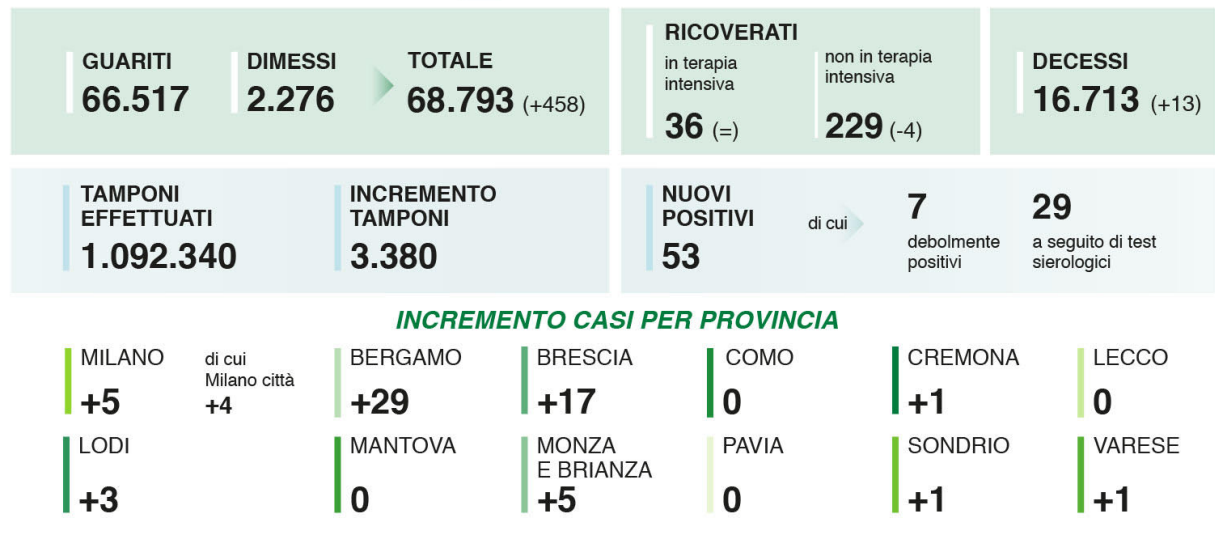 GUARITI
66.517
DIMESSI
2.276
TOTALE
68.793 (+458)
RICOVERATI
in terapia
intensiva
36 (=)
non in terapia
intensiva
229 (-4)
DECESSI
16.713 (+13)
TAMPONI
EFFETTUATI
1.092.340
INCREMENTO
TAMPONI
3.380
NUOVI
POSITIVI
53
di cui
7
debolmente
positivi
29
a seguito di test
sierologici
INCREMENTO CASI PER PROVINCIA
MILANO
+5
di cui
Milano città
+4
BERGAMO
+29
BRESCIA
+17
COMO
0
CREMONA
+1
LECCO
0
LODI
+3
MANTOVA
0
MONZA
E BRIANZA
+5
PAVIA
0
SONDRIO
+1
VARESE
+1